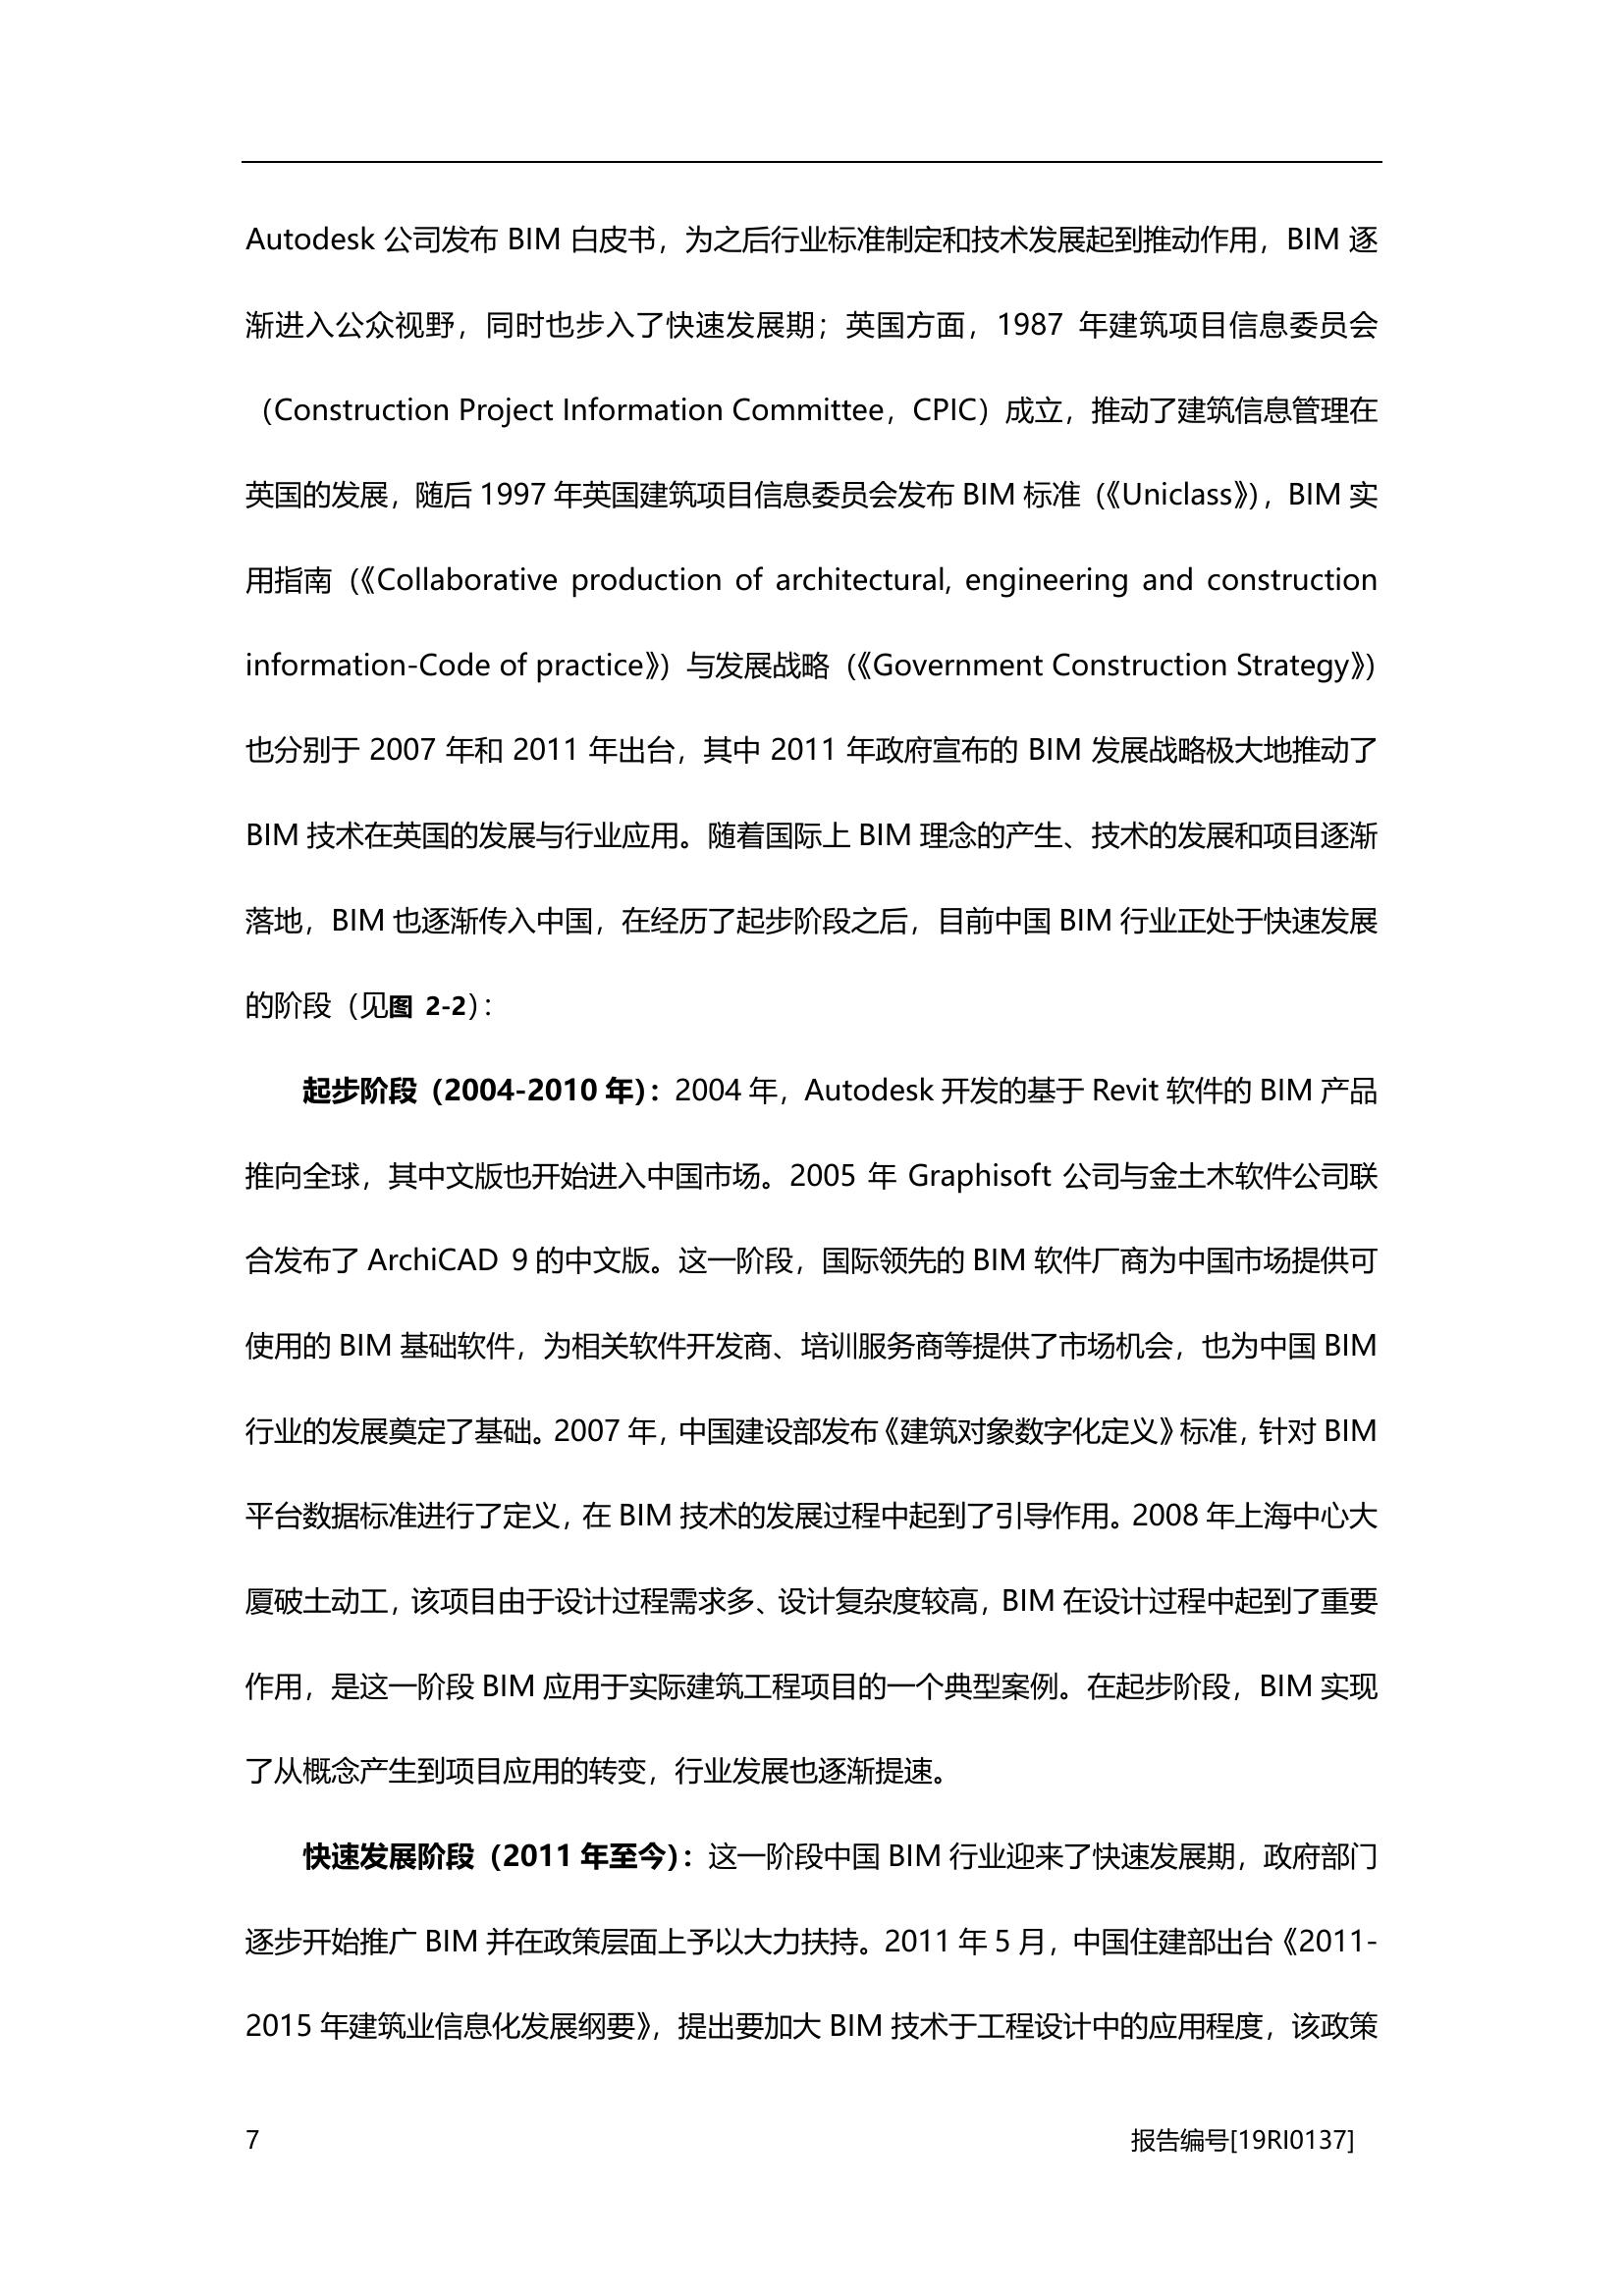 Autodesk 公司发布 BIM 白皮书，为之后行业标准制定和技术发展起到推动作用，BIM 逐
渐进入公众视野，同时也步入了快速发展期；英国方面，1987 年建筑项目信息委员会
（Construction Project Information Committee，CPIC）成立，推动了建筑信息管理在
英国的发展，随后 1997 年英国建筑项目信息委员会发布 BIM 标准（《Uniclass》），BIM 实
用指南（《Collaborative production of architectural, engineering and construction
information-Code of practice》）与发展战略（《Government Construction Strategy》）
也分别于 2007 年和 2011 年出台，其中 2011 年政府宣布的 BIM 发展战略极大地推动了
BIM 技术在英国的发展与行业应用。随着国际上 BIM 理念的产生、技术的发展和项目逐渐
落地，BIM 也逐渐传入中国，在经历了起步阶段之后，目前中国 BIM 行业正处于快速发展
的阶段（见图 2-2）：
起步阶段（2004-2010 年）：2004 年，Autodesk 开发的基于 Revit 软件的 BIM 产品
推向全球，其中文版也开始进入中国市场。2005 年 Graphisoft 公司与金土木软件公司联
合发布了 ArchiCAD 9 的中文版。这一阶段，国际领先的 BIM 软件厂商为中国市场提供可
使用的 BIM 基础软件，为相关软件开发商、培训服务商等提供了市场机会，也为中国 BIM
行业的发展奠定了基础。2007 年，中国建设部发布《建筑对象数字化定义》标准，针对 BIM
平台数据标准进行了定义，在 BIM 技术的发展过程中起到了引导作用。2008 年上海中心大
厦破土动工，该项目由于设计过程需求多、设计复杂度较高，BIM 在设计过程中起到了重要
作用，是这一阶段 BIM 应用于实际建筑工程项目的一个典型案例。在起步阶段，BIM 实现
了从概念产生到项目应用的转变，行业发展也逐渐提速。
快速发展阶段（2011 年至今）：这一阶段中国 BIM 行业迎来了快速发展期，政府部门
逐步开始推广 BIM 并在政策层面上予以大力扶持。2011 年 5 月，中国住建部出台《2011-
2015 年建筑业信息化发展纲要》，提出要加大 BIM 技术于工程设计中的应用程度，该政策
7 报告编号[19RI0137]